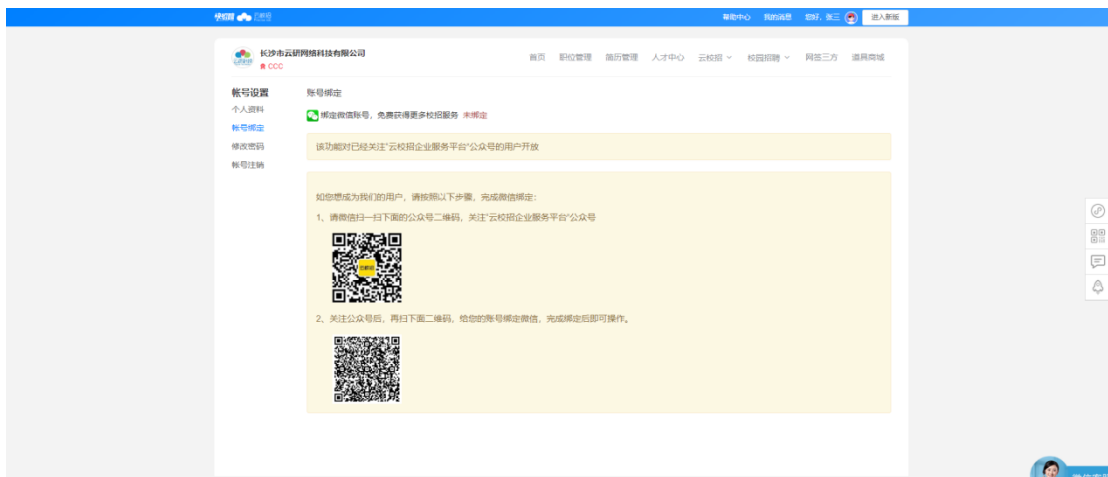 云校招
帮助中心 我的消息 您好，张三 进入新版
长沙市云研网络科技有限公司
CCC
首页 职位管理 简历管理 人才中心 云校招 校园招聘 网签三方 道具商城
帐号设置
个人资料
账号绑定
修改密码
帐号注销
账号绑定
绑定微信账号，免费获得更多校招服务 未绑定
该功能对已经关注“云校招企业服务平台”公众号的用户开放
如您想成为我们的用户，请按照以下步骤，完成微信绑定：
1、请微信扫一扫下面的公众号二维码，关注“云校招企业服务平台”公众号
2、关注公众号后，再扫下面二维码，给您的账号绑定微信，完成绑定后即可操作。